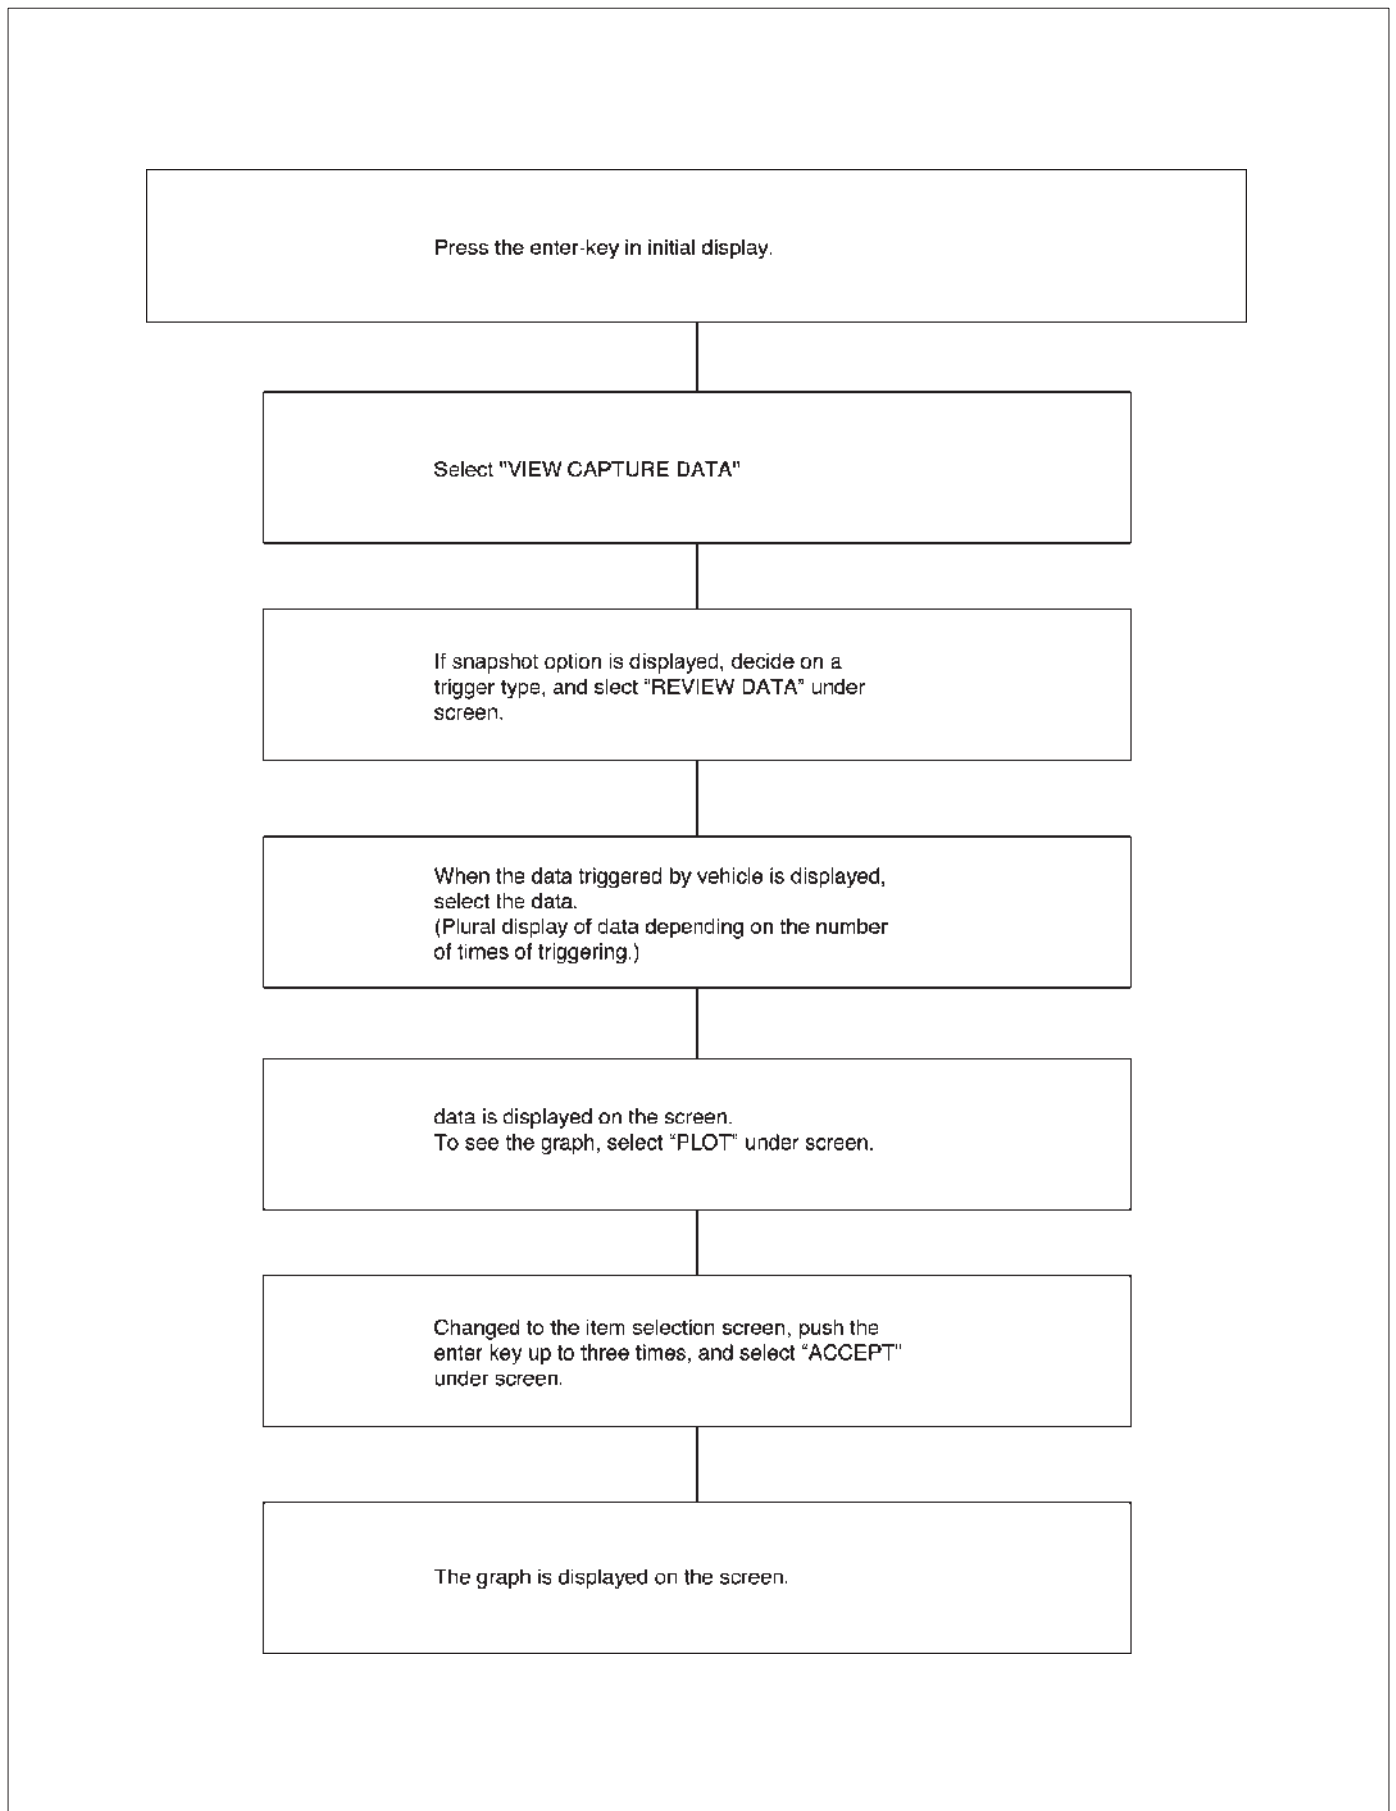 Press the enter-key in initial display.
Select "VIEW CAPTURE DATA"
If snapshot option is displayed, decide on a
trigger type, and slect “REVIEW DATA” under
screen.
When the data triggered by vehicle is displayed,
select the data.
(Plural display of data depending on the number
of times of triggering.)
data is displayed on the screen.
To see the graph, select “PLOT” under screen.
Changed to the item selection screen, push the
enter key up to three times, and select “ACCEPT”
under screen.
The graph is displayed on the screen.